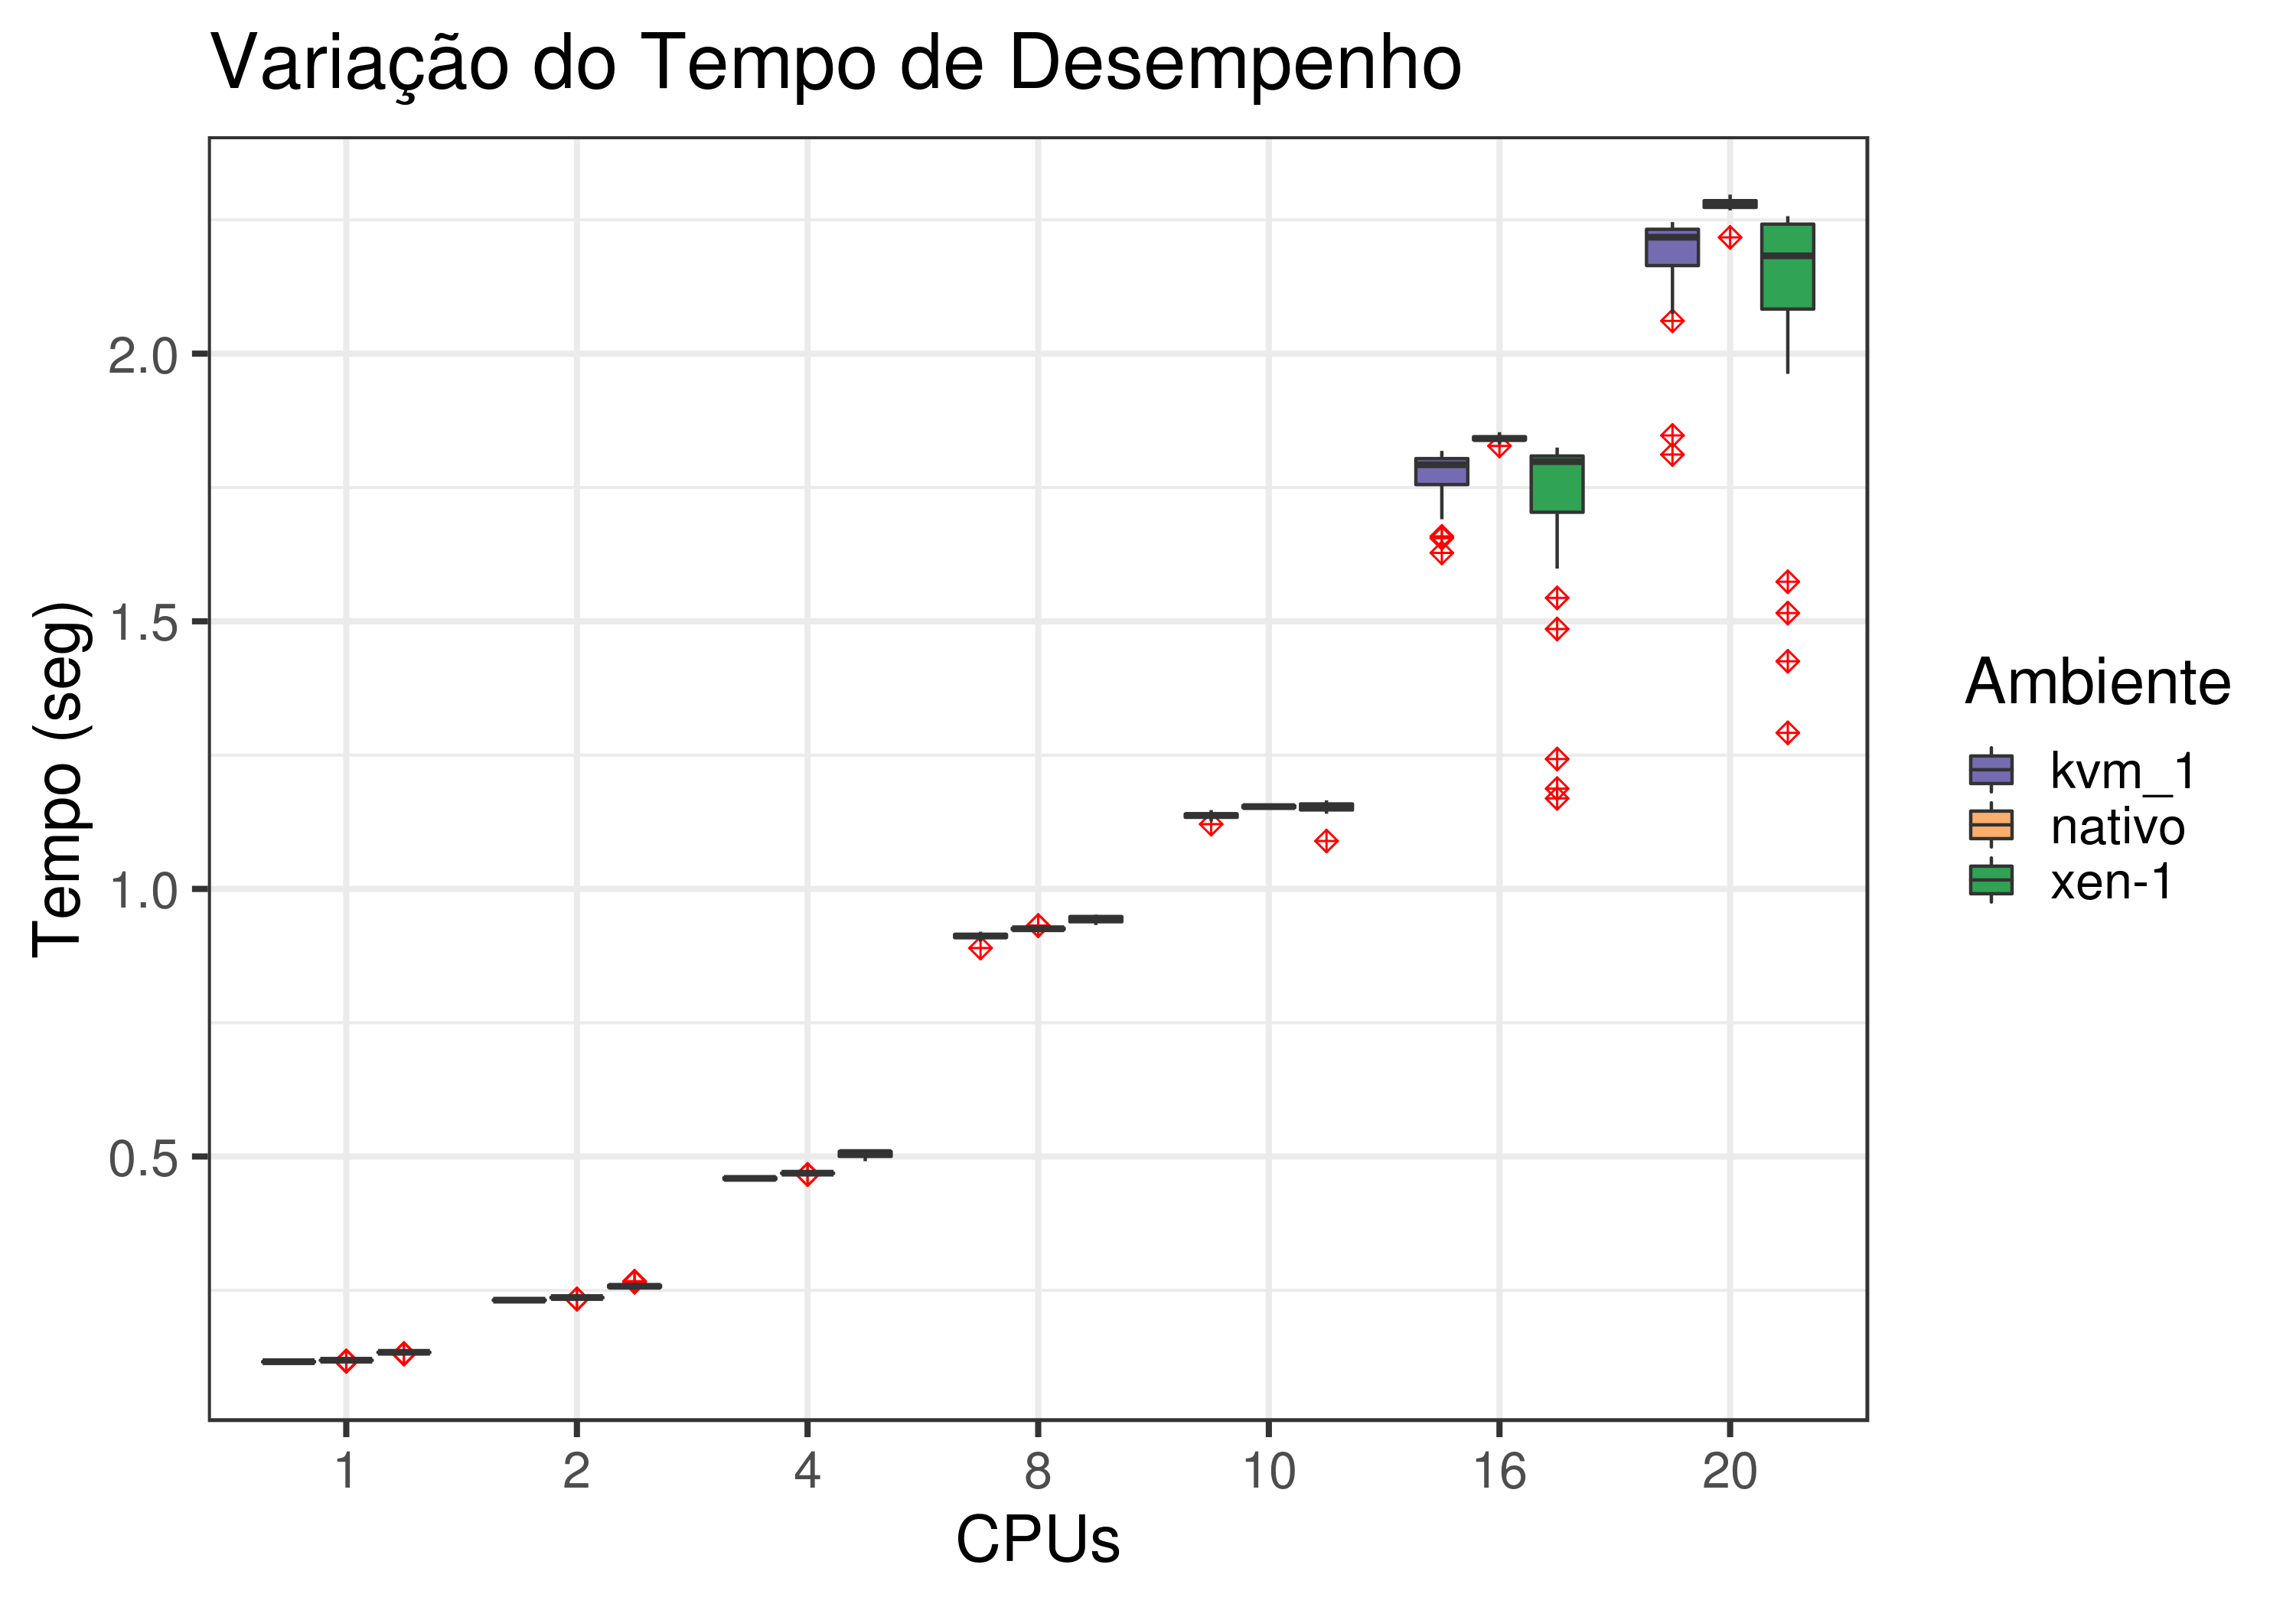 Variação do Tempo de Desempenho
Tempo (seg)
2.0
1.5
1.0
0.5
1 2 4 8 10 16 20
CPUs
Ambiente
kvm_1
nativo
xen-1